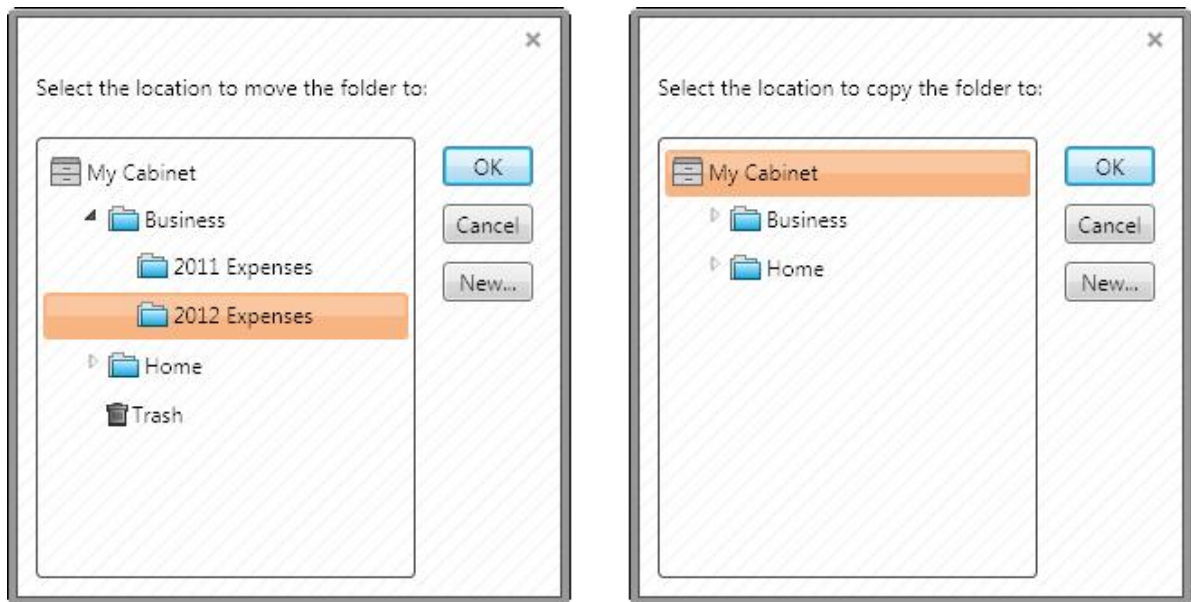 Select the location to move the folder to:
My Cabinet
Business
2011 Expenses
2012 Expenses
Home
Trash
OK
Cancel
New...
Select the location to copy the folder to:
My Cabinet
Business
Home
OK
Cancel
New...